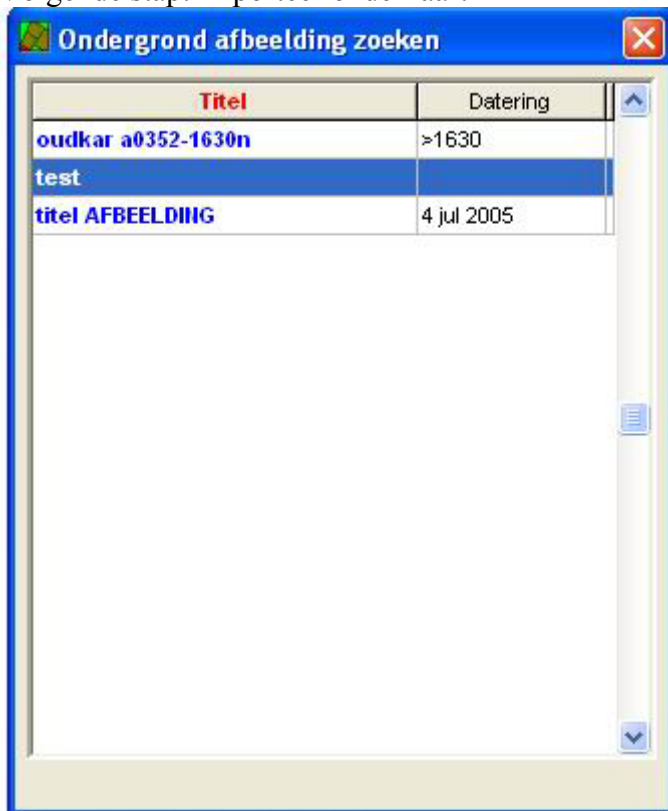 Ondergrond afbeelding zoeken
Titel Datering
oudkar a0352-1630n >1630
test
titel AFBEELDING 4 jul 2005